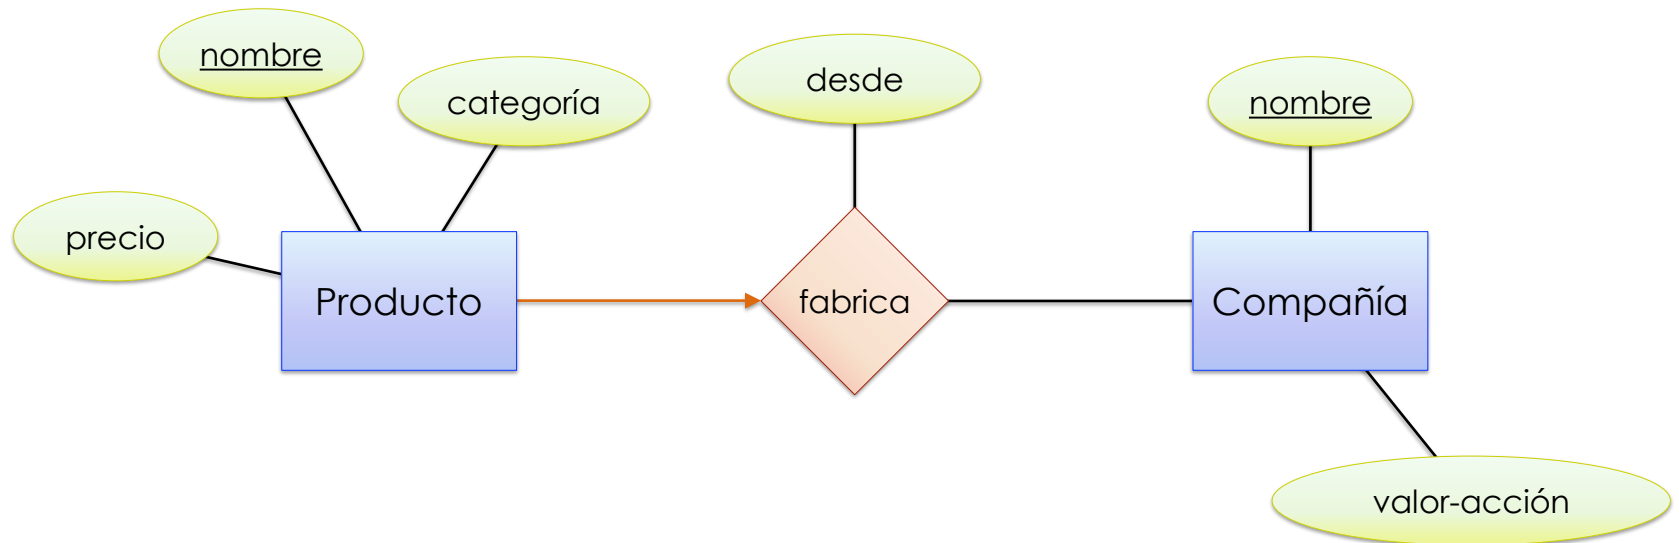 nombre
categoría
precio
Producto
desde
fabrica
nombre
Compañía
valor-acción